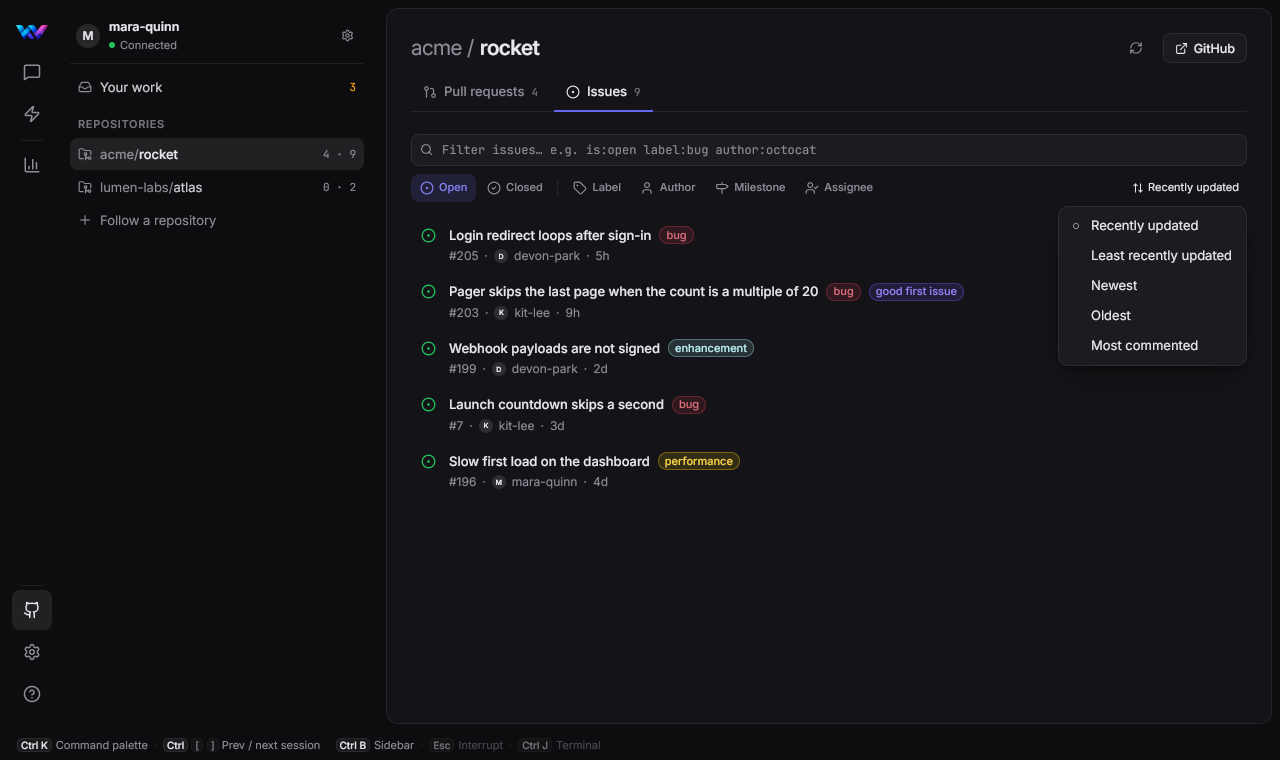 M
mara-quinn
Connected
Your work 3
REPOSITORIES
acme/rocket 4 · 9
lumen-labs/atlas 0 · 2
Follow a repository
acme / rocket
GitHub
Pull requests 4
Issues 9
Filter issues… e.g. is:open label:bug author:octocat
Open Closed Label Author Milestone Assignee Recently updated
Recently updated
Least recently updated
Newest
Oldest
Most commented
Login redirect loops after sign-in bug
#205 · D devon-park · 5h
Pager skips the last page when the count is a multiple of 20 bug good first issue
#203 · K kit-lee · 9h
Webhook payloads are not signed enhancement
#199 · D devon-park · 2d
Launch countdown skips a second bug
#7 · K kit-lee · 3d
Slow first load on the dashboard performance
#196 · M mara-quinn · 4d
Ctrl K Command palette · Ctrl [ ] Prev / next session · Ctrl B Sidebar · Esc Interrupt · Ctrl J Terminal